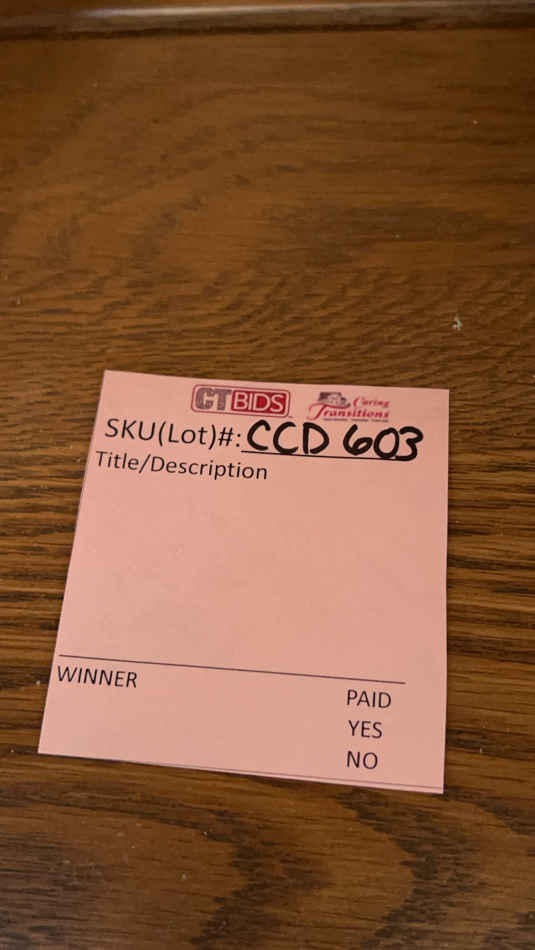 CTBIDS Caring Transitions
SKU(Lot)#: CCD 603
Title/Description
WINNER
PAID
YES
NO